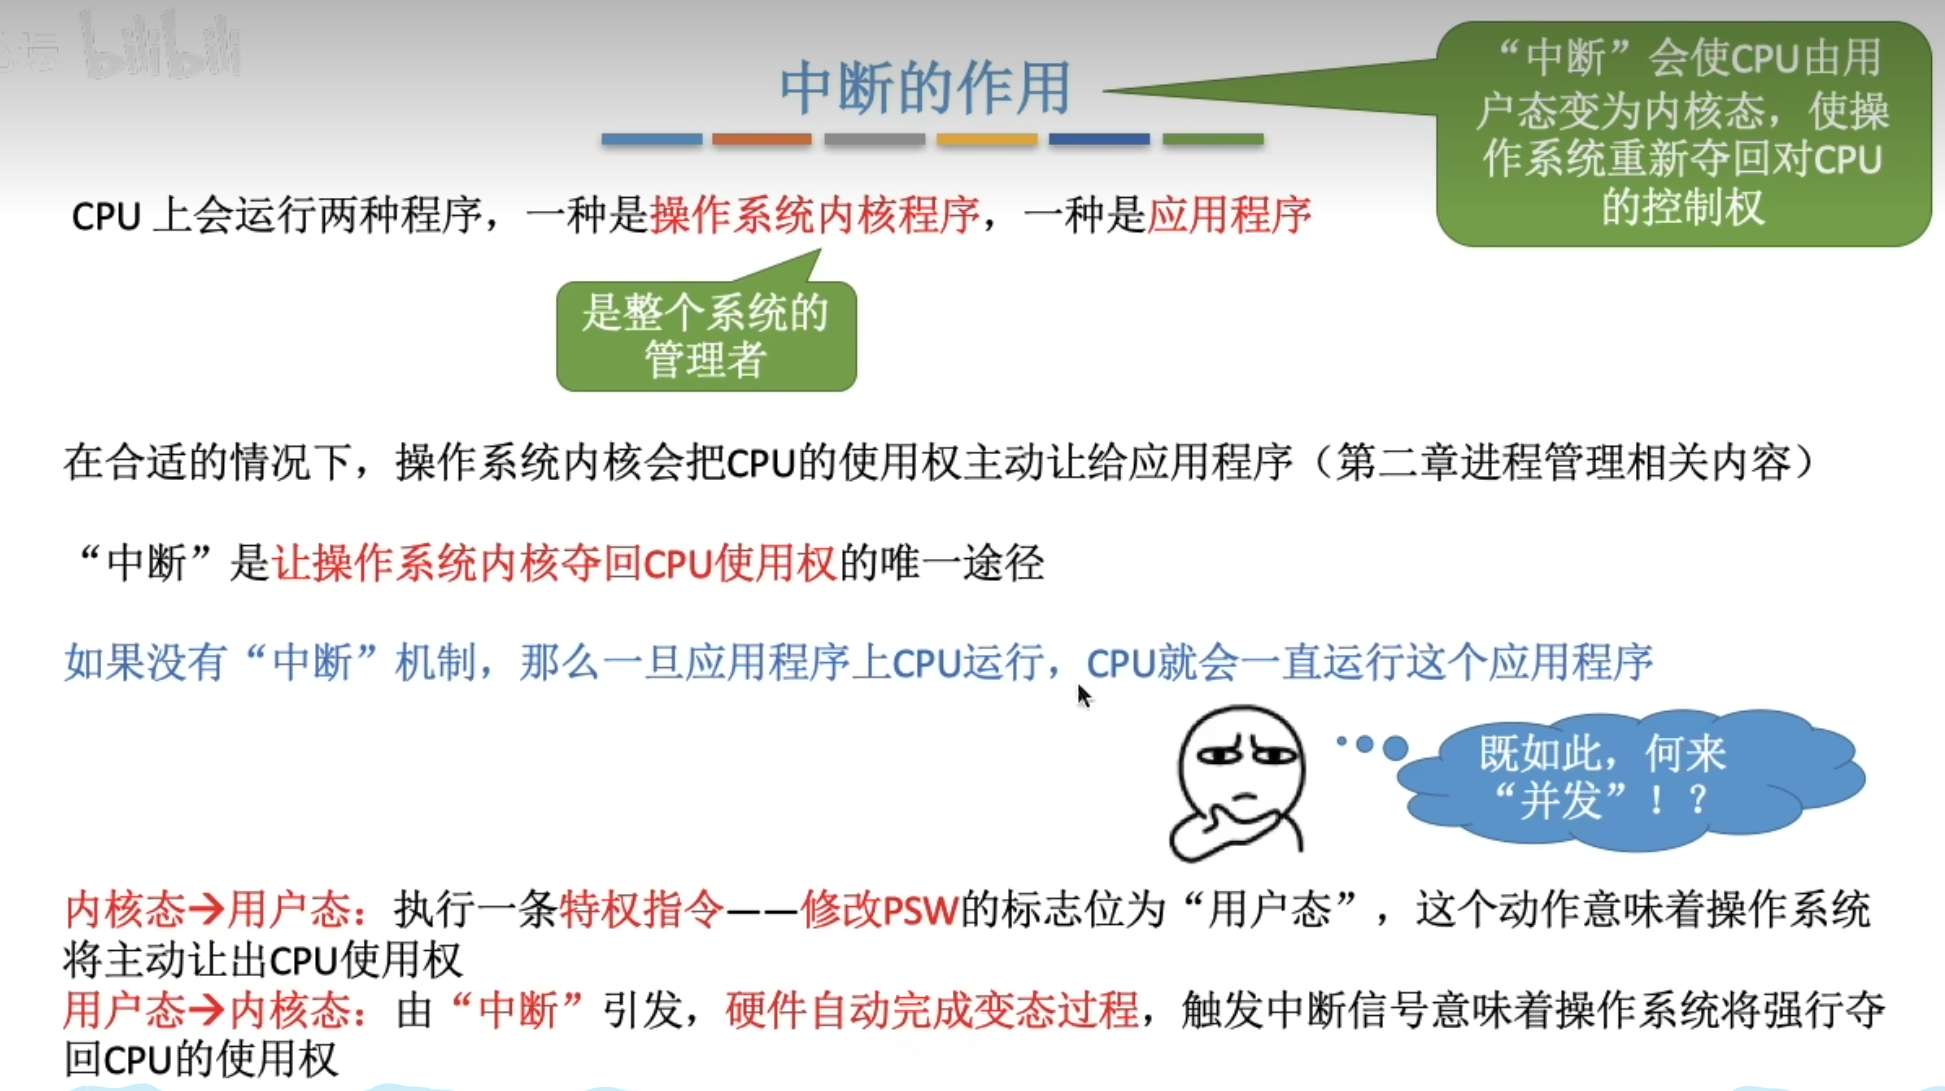 坛 bilibili
中断的作用
“中断”会使CPU由用
户态变为内核态，使操
作系统重新夺回对CPU
的控制权
CPU 上会运行两种程序，一种是操作系统内核程序，一种是应用程序
是整个系统的
管理者
在合适的情况下，操作系统内核会把CPU的使用权主动让给应用程序（第二章进程管理相关内容）
“中断”是让操作系统内核夺回CPU使用权的唯一途径
如果没有“中断”机制，那么一旦应用程序上CPU运行，CPU就会一直运行这个应用程序
既如此，何来
“并发”！？
内核态→用户态：执行一条特权指令——修改PSW的标志位为“用户态”，这个动作意味着操作系统
将主动让出CPU使用权
用户态→内核态：由“中断”引发，硬件自动完成变态过程，触发中断信号意味着操作系统将强行夺
回CPU的使用权